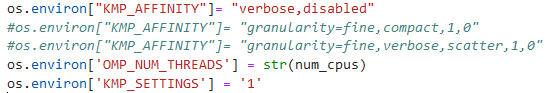 os.environ["KMP_AFFINITY"]= "verbose,disabled"
#os.environ["KMP_AFFINITY"]= "granularity=fine,compact,1,0"
#os.environ["KMP_AFFINITY"]= "granularity=fine,verbose,scatter,1,0"
os.environ['OMP_NUM_THREADS'] = str(num_cpus)
os.environ['KMP_SETTINGS'] = '1'